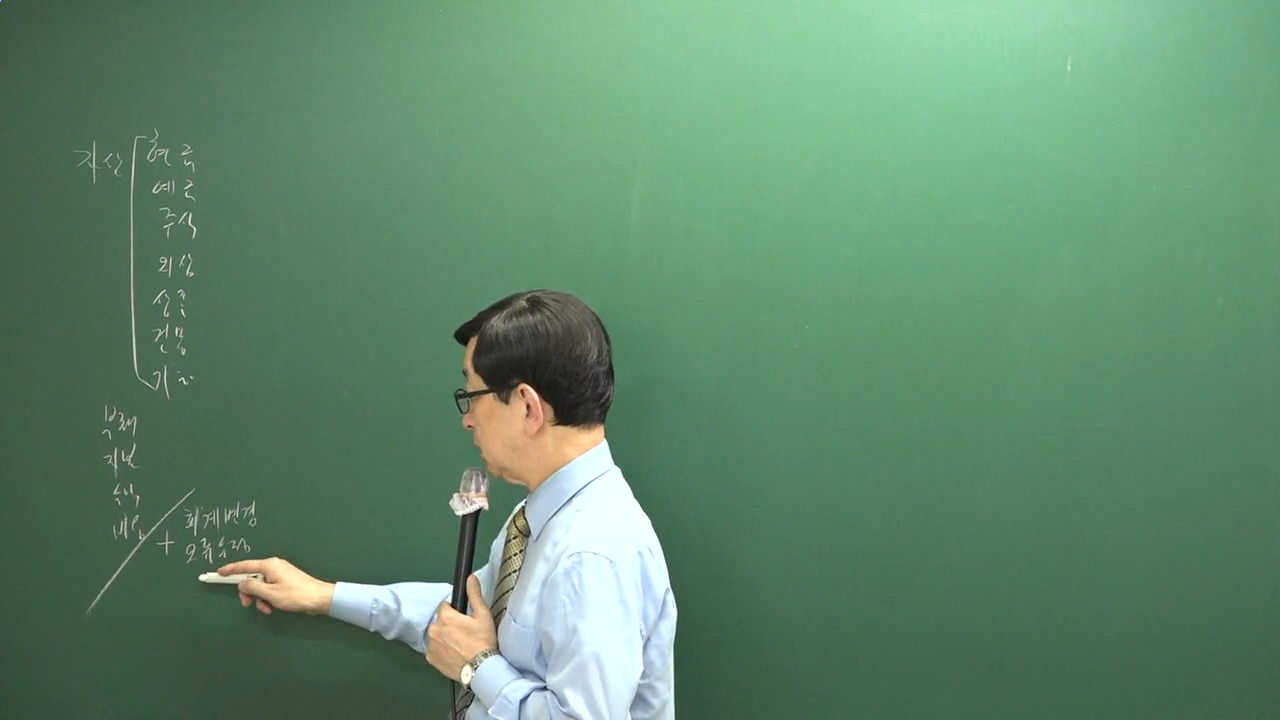 자산 현금
예금
주식
외상
상품
건물
기타
부채
자본
수익
비용
+ 회계변경
오류수정